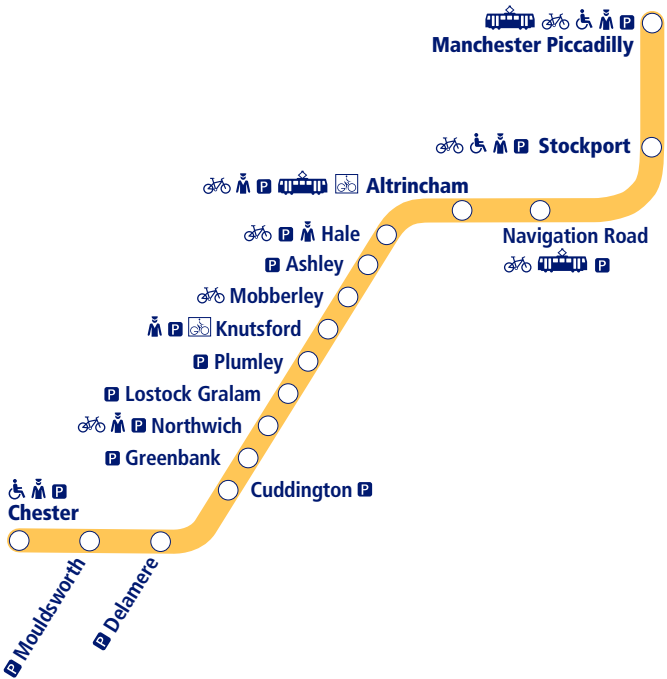 P
Manchester Piccadilly
P Stockport
P Altrincham
P Hale
Navigation Road
P
P Ashley
Mobberley
P Knutsford
P Plumley
P Lostock Gralam
P Northwich
P Greenbank
Cuddington P
P
Chester
P Mouldsworth
P Delamere